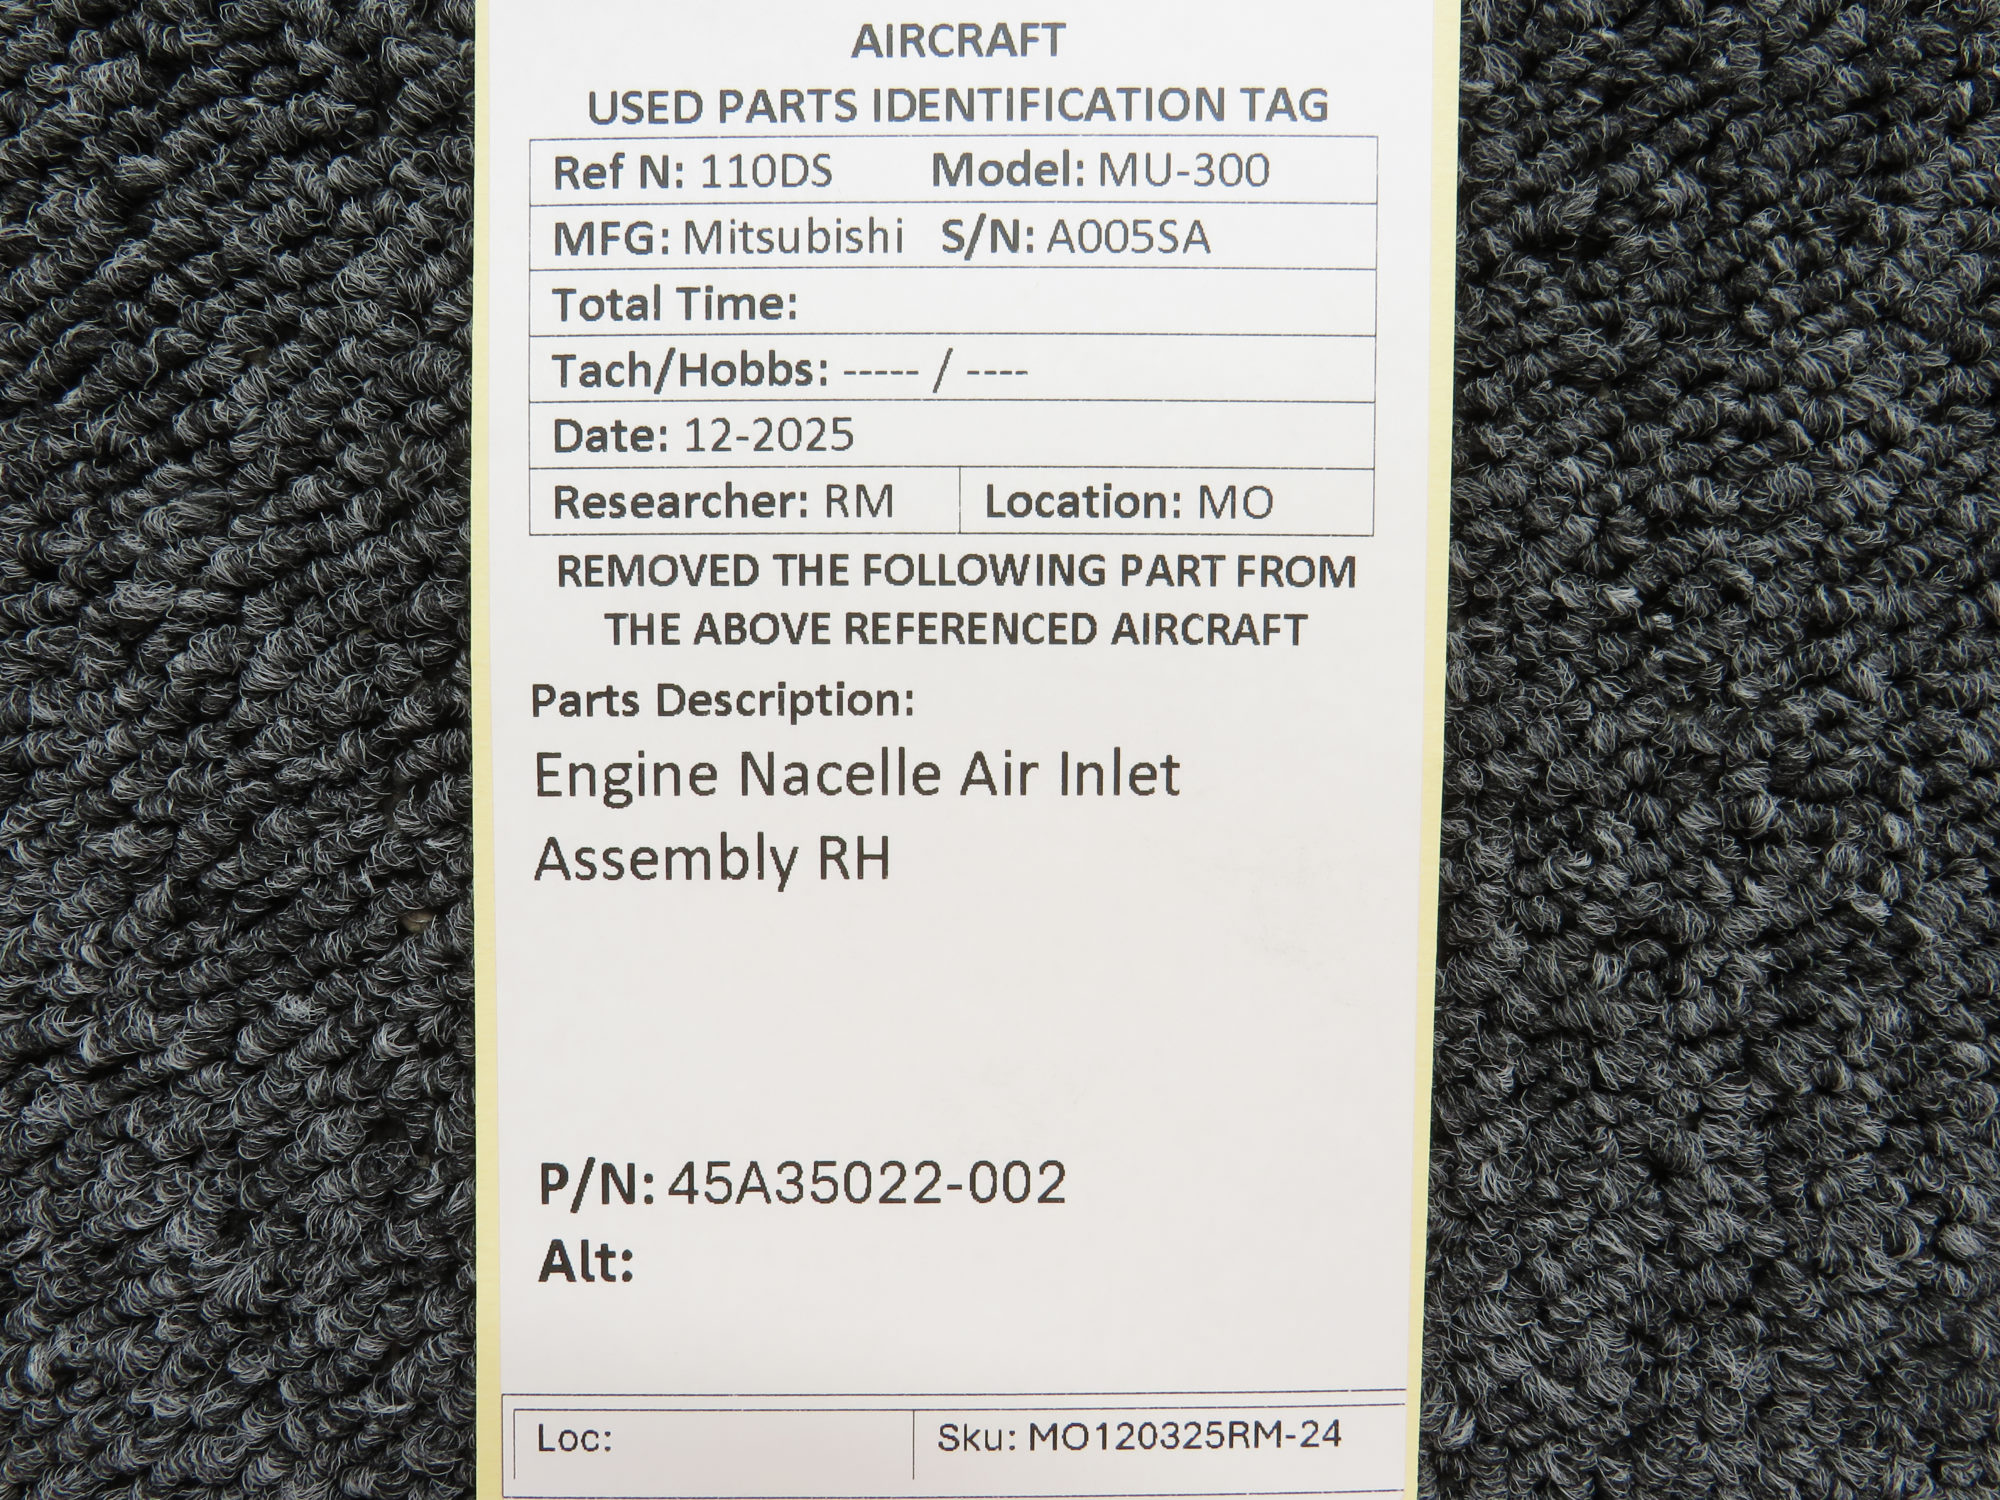 AIRCRAFT
USED PARTS IDENTIFICATION TAG
Ref N: 110DS Model: MU-300
MFG: Mitsubishi S/N: A005SA
Total Time:
Tach/Hobbs: ----- / ----
Date: 12-2025
Researcher: RM Location: MO
REMOVED THE FOLLOWING PART FROM
THE ABOVE REFERENCED AIRCRAFT
Parts Description:
Engine Nacelle Air Inlet
Assembly RH
P/N: 45A35022-002
Alt:
Loc: Sku: MO120325RM-24